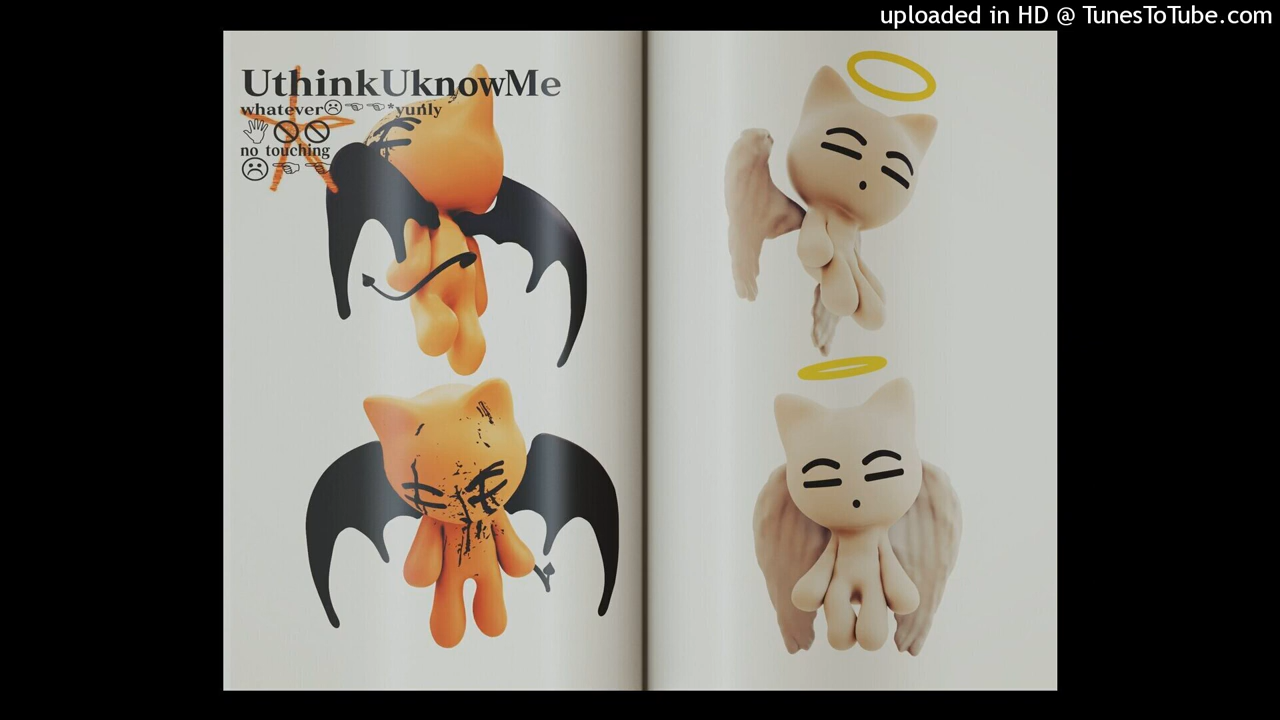 uploaded in HD @ TunesToTube.com
UthinkUknowMe
whatever☹☜☜*yunly
🖐🚫🚫
no touching
☹☜☜